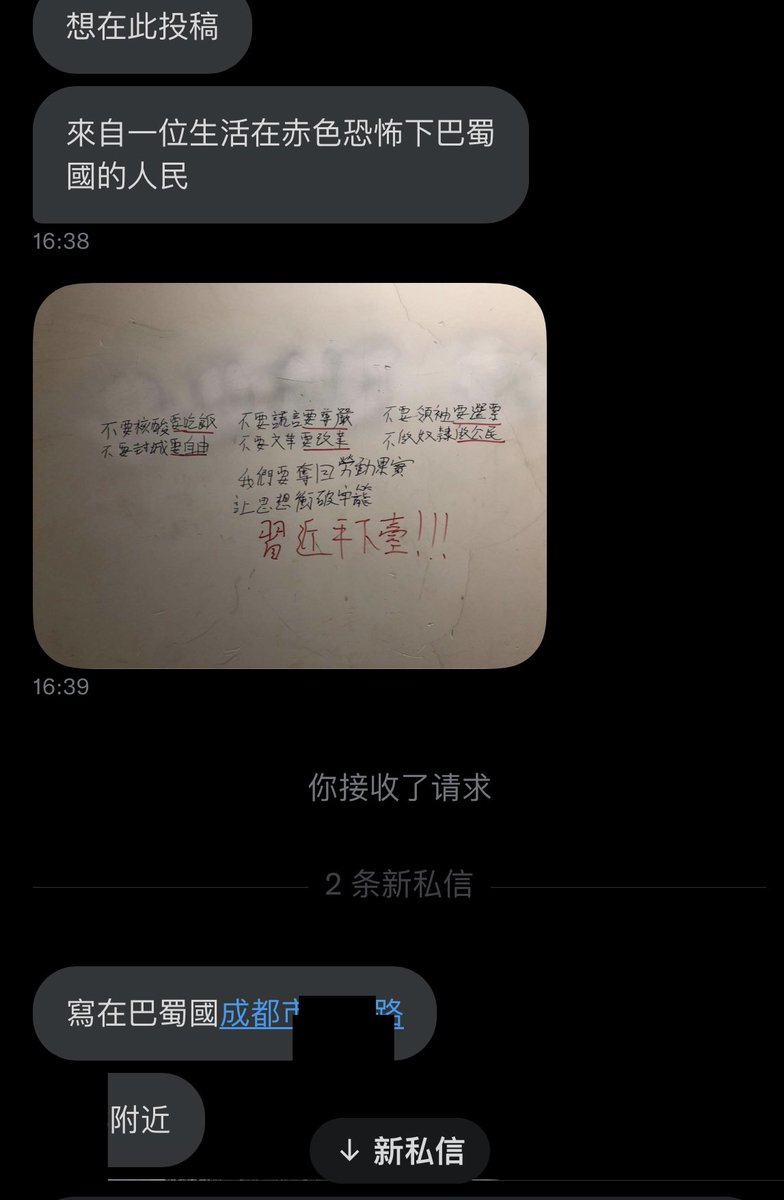 想在此投稿
來自一位生活在赤色恐怖下巴蜀
國的人民
16:38
不要核酸要吃飯 不要謊言要尊嚴 不要領袖要選票
不要封城要自由 不要文革要改革 不做奴隸做公民
我們要奪回勞動果實
讓思想衝破牢籠
習近平下臺!!!
16:39
你接收了请求
2 条新私信
寫在巴蜀國成都市 路
附近
↓ 新私信